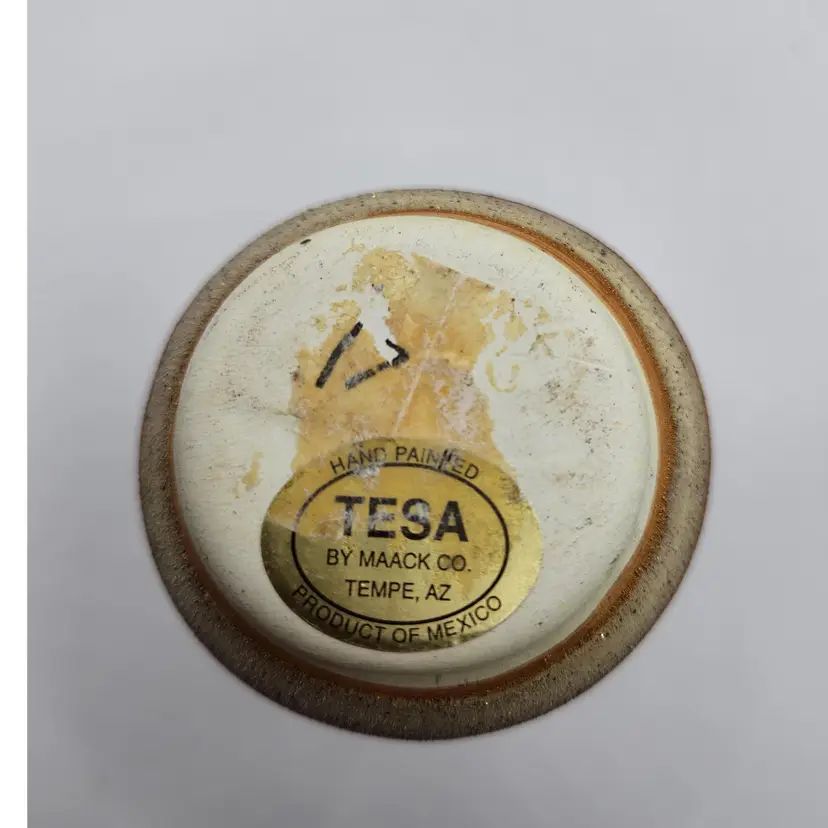 HAND PAINTED
TESA
BY MAACK CO.
TEMPE, AZ
PRODUCT OF MEXICO